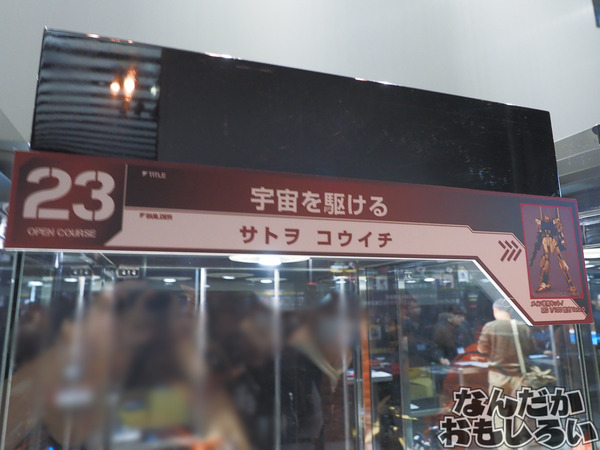 23
OPEN COURSE
TITLE
宇宙を駆ける
BUILDER
サトヲ コウイチ
なんだか
おもしろい